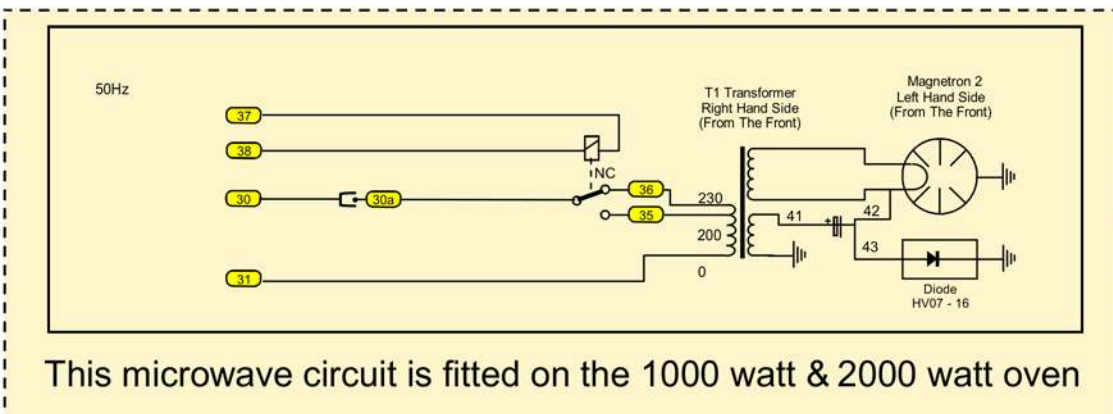 50Hz
T1 Transformer
Right Hand Side
(From The Front)
Magnetron 2
Left Hand Side
(From The Front)
37
38
NC
30
30a
36
230
35
200
41
42
43
31
0
Diode
HV07 - 16
This microwave circuit is fitted on the 1000 watt & 2000 watt oven